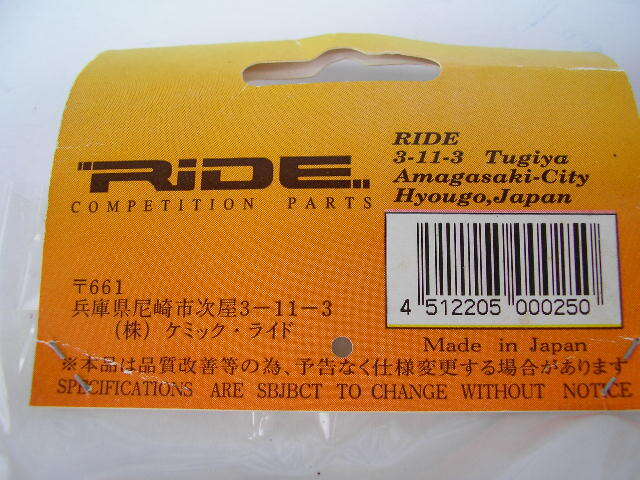 RiDE
COMPETITION PARTS
RIDE
3-11-3 Tugiya
Amagasaki-City
Hyougo,Japan
4 512205 000250
Made in Japan
〒661
兵庫県尼崎市次屋3-11-3
(株) ケミック・ライド
※本品は品質改善等の為、予告なく仕様変更する場合があります
SPECIFICATIONS ARE SBJBCT TO CHANGE WITHOUT NOTICE